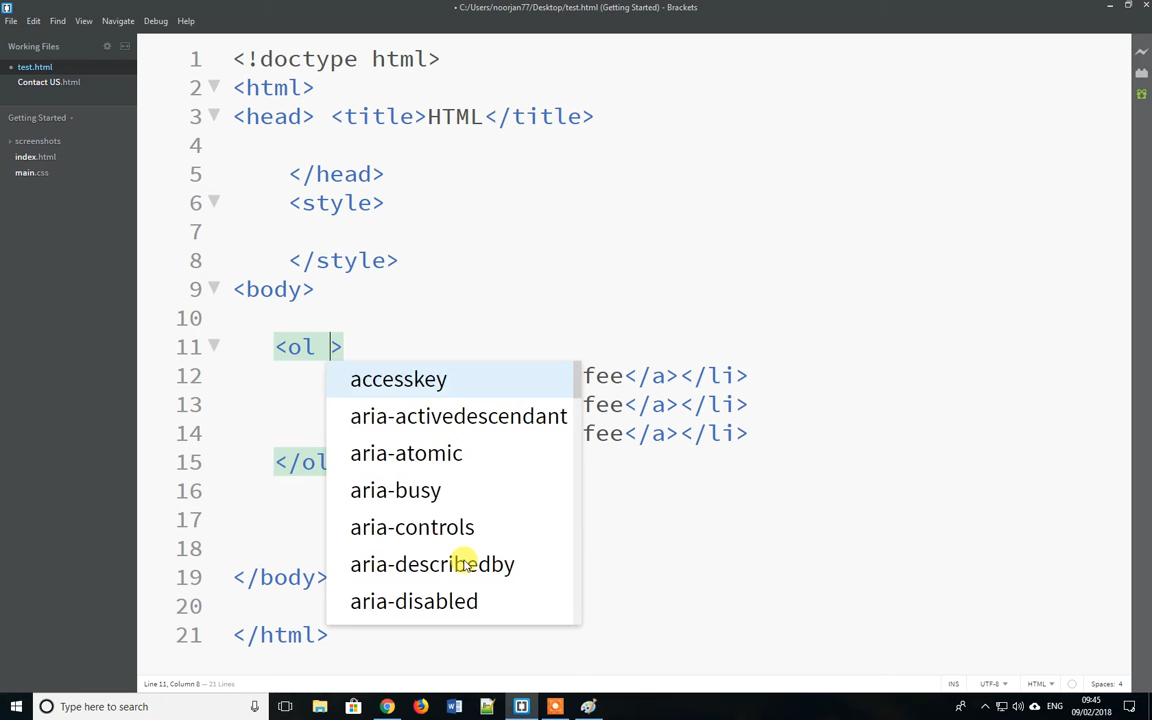 • C:/Users/noorjan77/Desktop/test.html (Getting Started) - Brackets
File Edit Find View Navigate Debug Help
Working Files
• test.html
Contact US.html
Getting Started
screenshots
index.html
main.css
1 <!doctype html>
2 <html>
3 <head> <title>HTML</title>
4
5 </head>
6 <style>
7
8 </style>
9 <body>
10
11 <ol >
12 fee</a></li>
13 fee</a></li>
14 fee</a></li>
15 </ol
16
17
18
19 </body>
20
21 </html>
accesskey
aria-activedescendant
aria-atomic
aria-busy
aria-controls
aria-describedby
aria-disabled
Line 11, Column 8 — 21 Lines
INS UTF-8 HTML Spaces: 4
Type here to search
ENG
09:45
09/02/2018